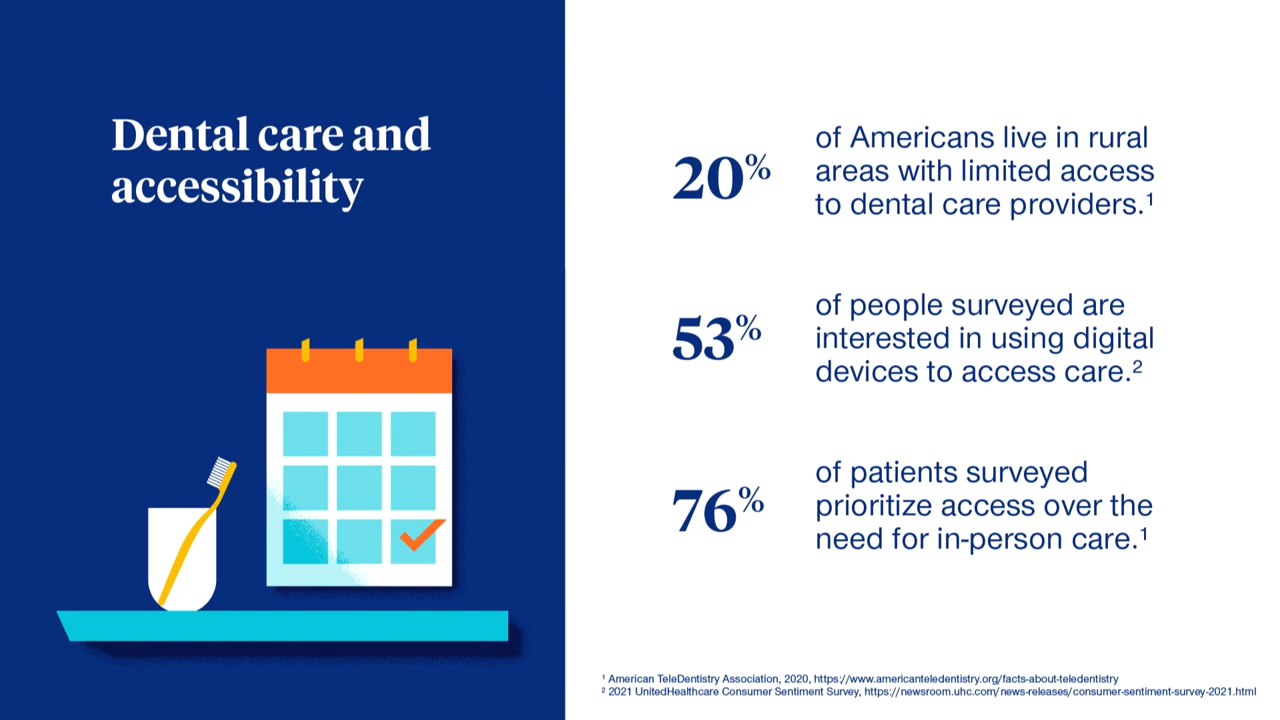 Dental care and
accessibility
20%
of Americans live in rural
areas with limited access
to dental care providers.¹
53%
of people surveyed are
interested in using digital
devices to access care.²
76%
of patients surveyed
prioritize access over the
need for in-person care.¹
¹ American TeleDentistry Association, 2020, https://www.americanteledentistry.org/facts-about-teledentistry
² 2021 UnitedHealthcare Consumer Sentiment Survey, https://newsroom.uhc.com/news-releases/consumer-sentiment-survey-2021.html